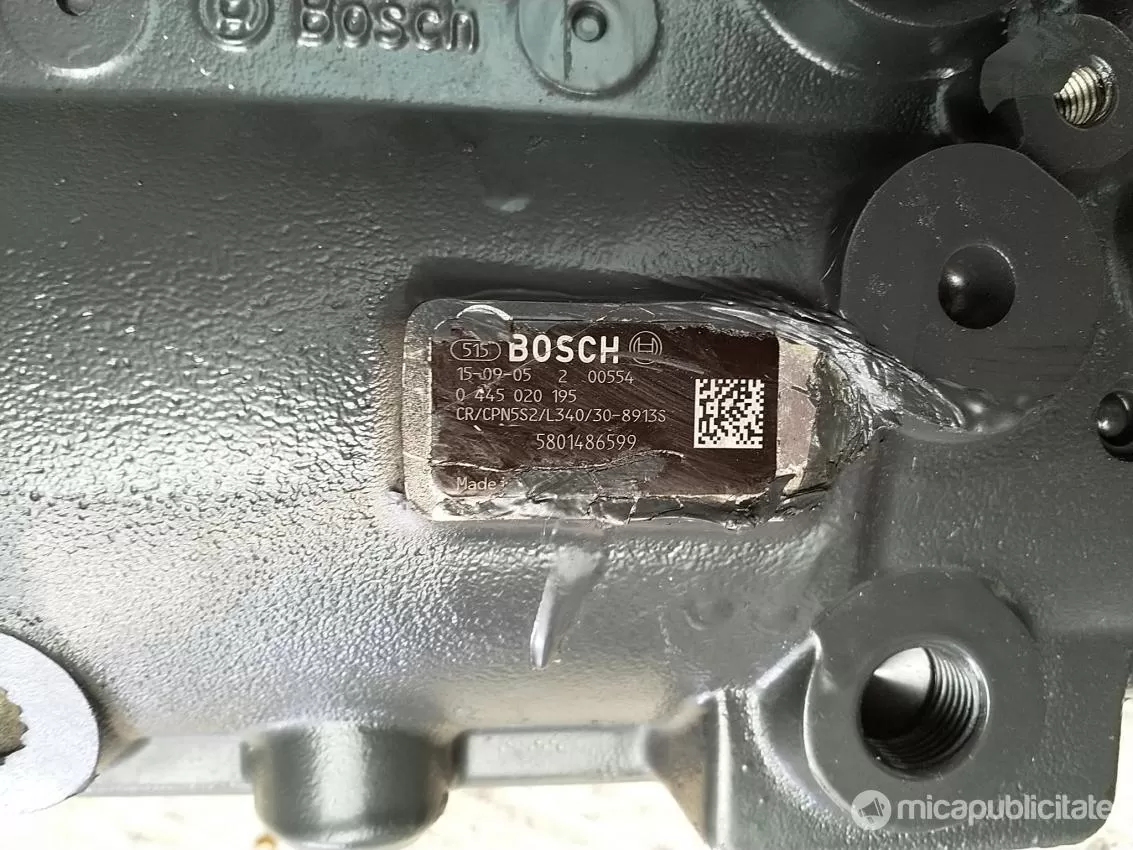 Bosch
515 BOSCH
15-09-05 2 00554
0 445 020 195
CR/CPN5S2/L340/30-8913S
5801486599
Made
micapublicitate